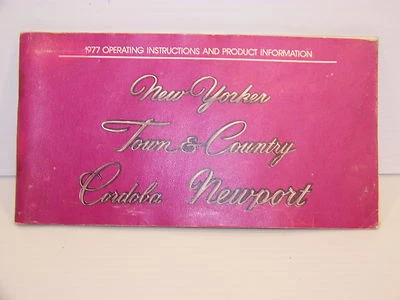 1977 OPERATING INSTRUCTIONS AND PRODUCT INFORMATION
New Yorker
Town & Country
Cordoba Newport